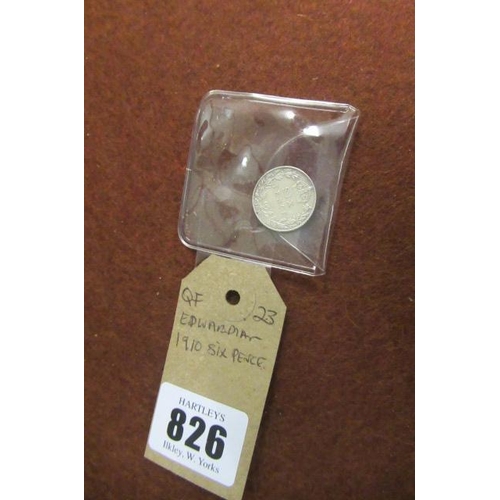 QF /23
EDWARDIAN
1910 SIX PENCE
HARTLEYS
826
Ilkley, W. Yorks